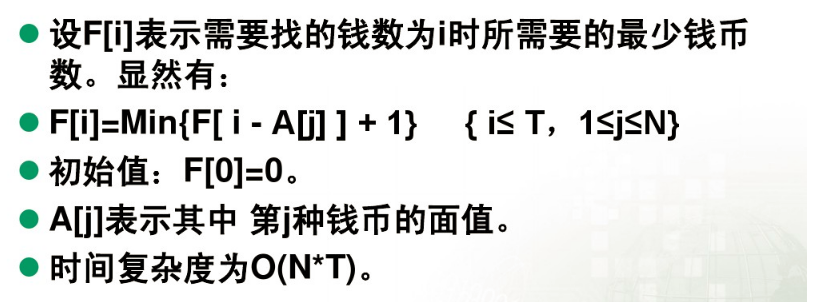 设F[i]表示需要找的钱数为i时所需要的最少钱币
数。显然有：
F[i]=Min{F[ i - A[j] ] + 1} { i≤ T，1≤j≤N}
初始值：F[0]=0。
A[j]表示其中 第j种钱币的面值。
时间复杂度为O(N*T)。